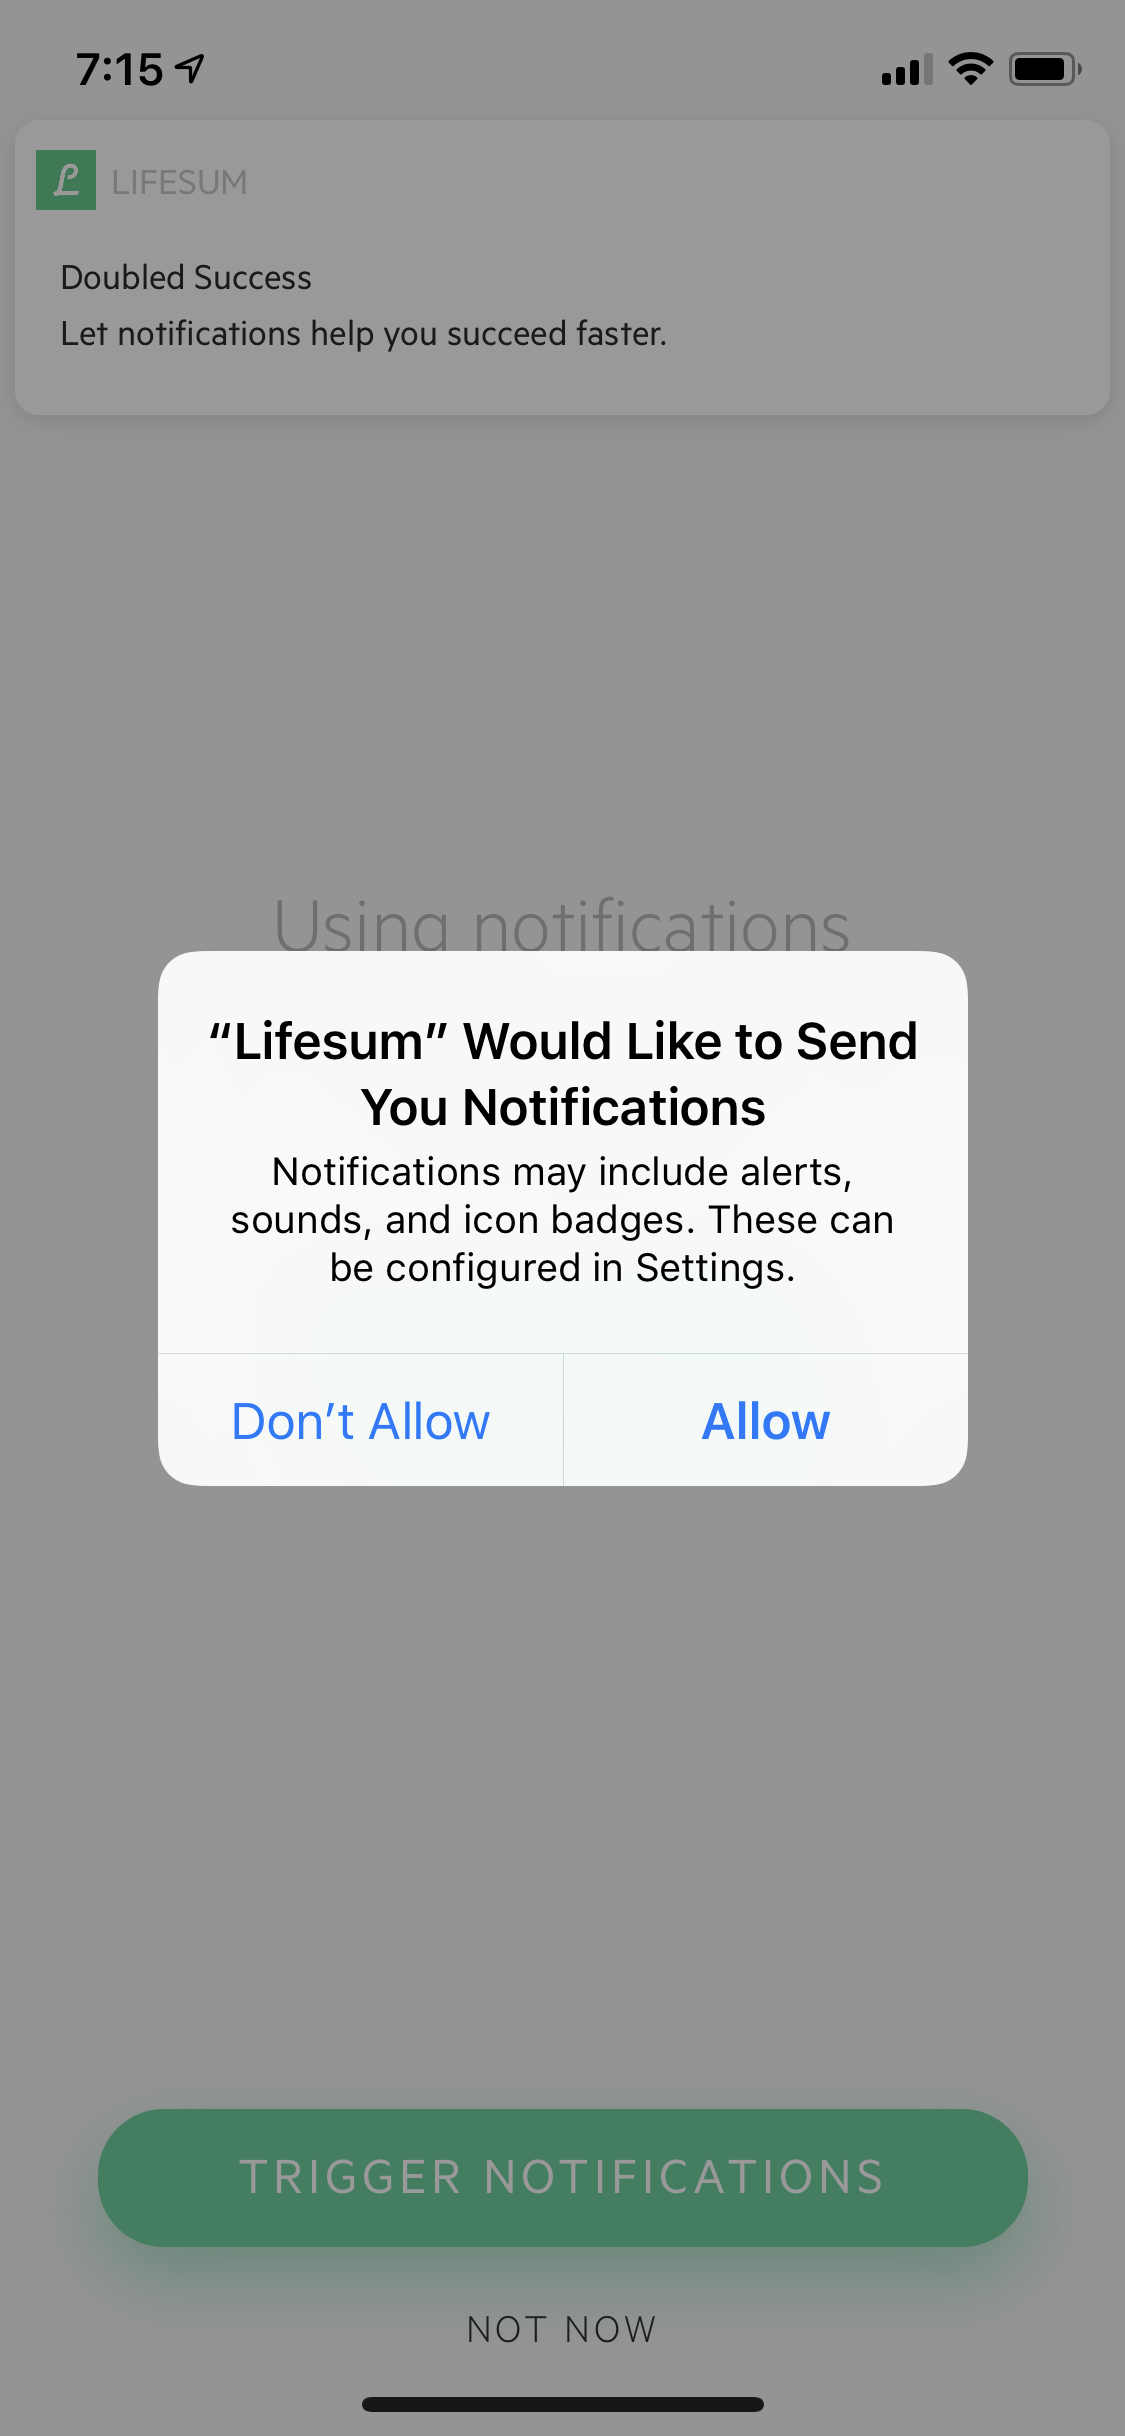 7:15
LIFESUM
Doubled Success
Let notifications help you succeed faster.
Using notifications
“Lifesum” Would Like to Send
You Notifications
Notifications may include alerts,
sounds, and icon badges. These can
be configured in Settings.
Don’t Allow
Allow
TRIGGER NOTIFICATIONS
NOT NOW